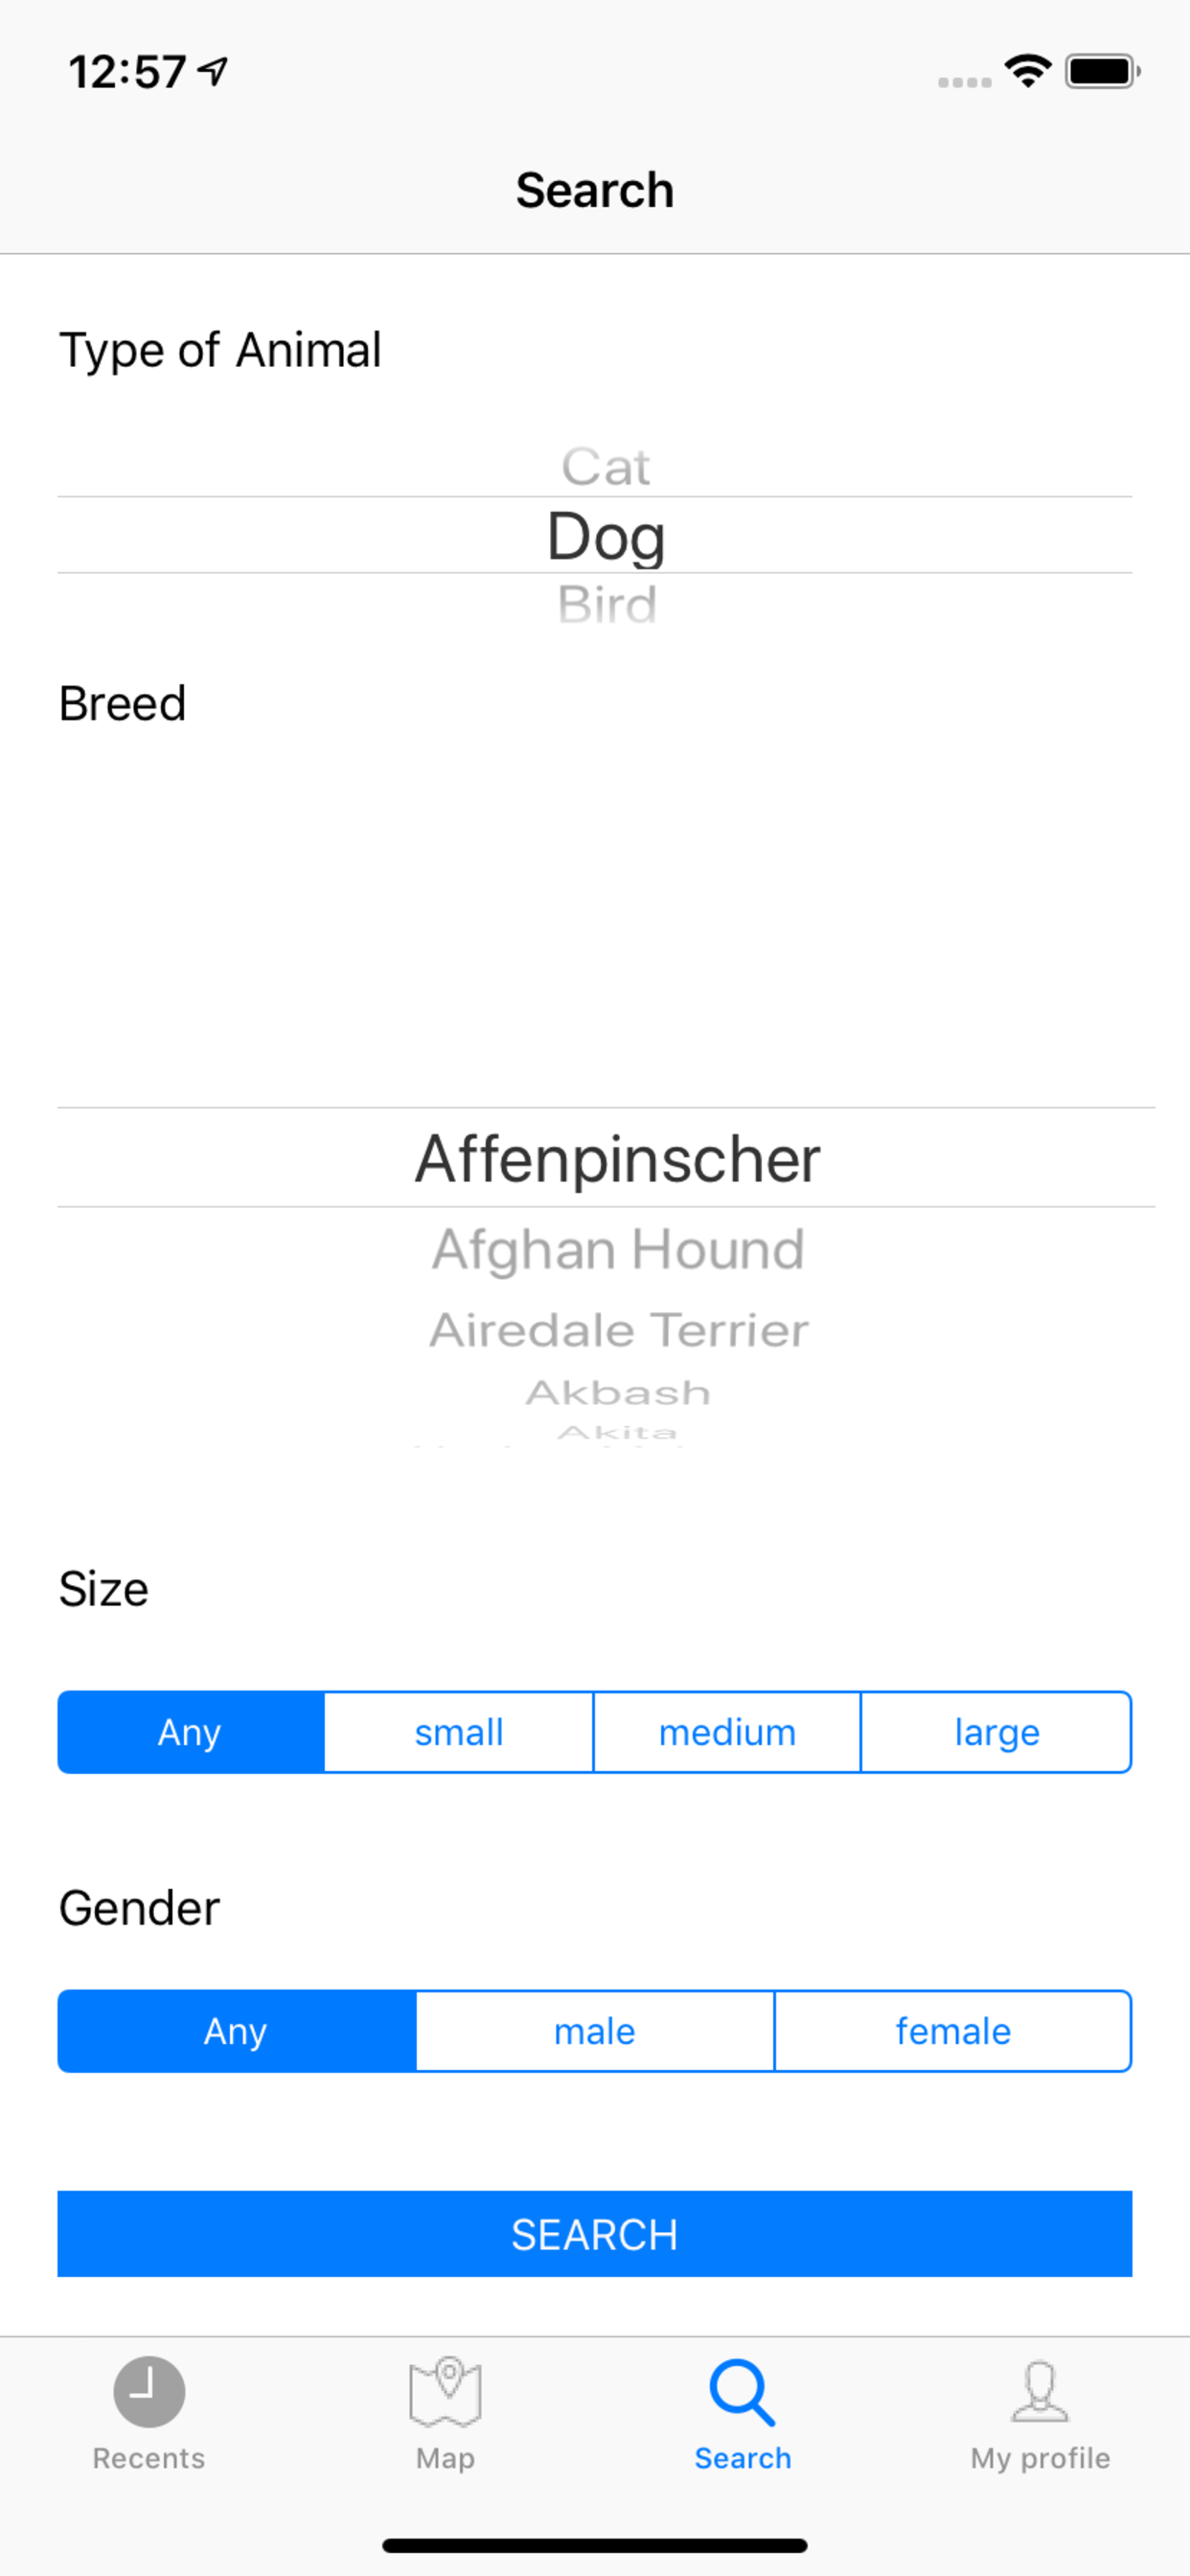 12:57
Search
Type of Animal
Cat
Dog
Bird
Breed
Affenpinscher
Afghan Hound
Airedale Terrier
Akbash
Akita
Size
Any small medium large
Gender
Any male female
SEARCH
Recents Map Search My profile